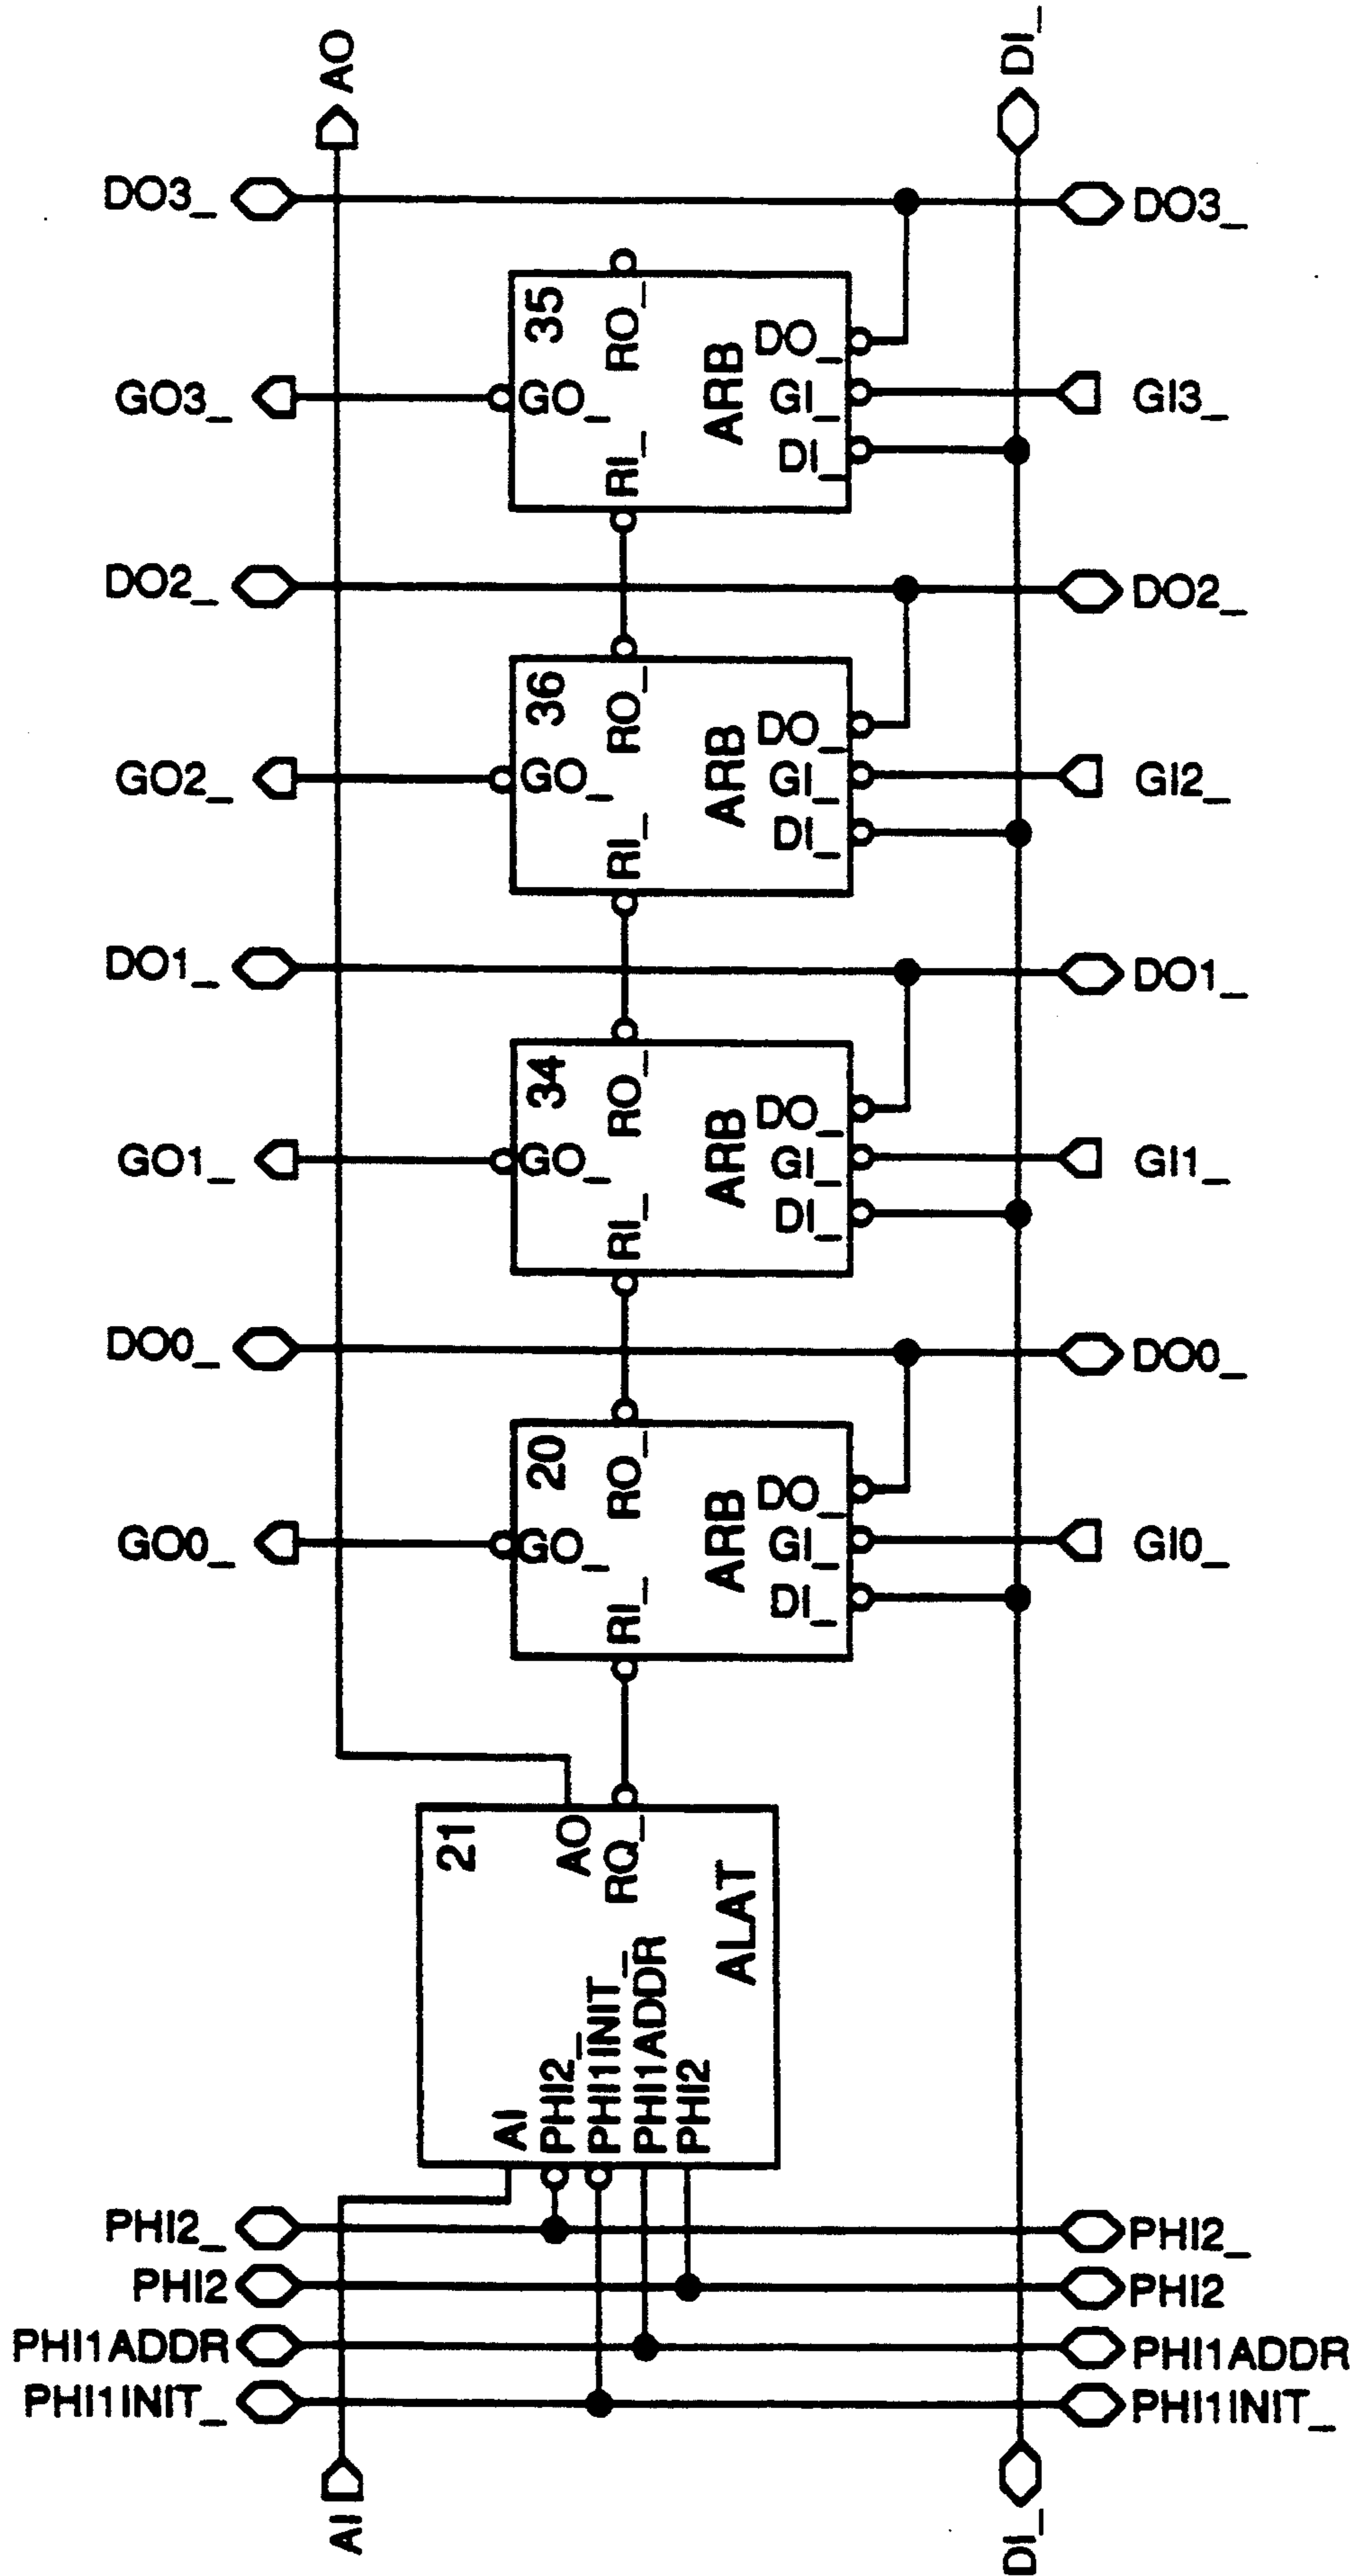 AO
DI_
DO3_
DO3_
35
RO_
DO_
GO3_
GO_
ARB
GI_
GI3_
RI_
DI_
DO2_
DO2_
36
RO_
DO_
GO2_
GO_
ARB
GI_
GI2_
RI_
DI_
DO1_
DO1_
34
RO_
DO_
GO1_
GO_
ARB
GI_
GI1_
RI_
DI_
DO0_
DO0_
20
RO_
DO_
GO0_
GO_
ARB
GI_
GI0_
RI_
DI_
21
AO
RQ_
ALAT
AI
PHI2_
PHI1INIT_
PHI1ADDR
PHI2
PHI2_
PHI2_
PHI2
PHI2
PHI1ADDR
PHI1ADDR
PHI1INIT_
PHI1INIT_
AI
DI_